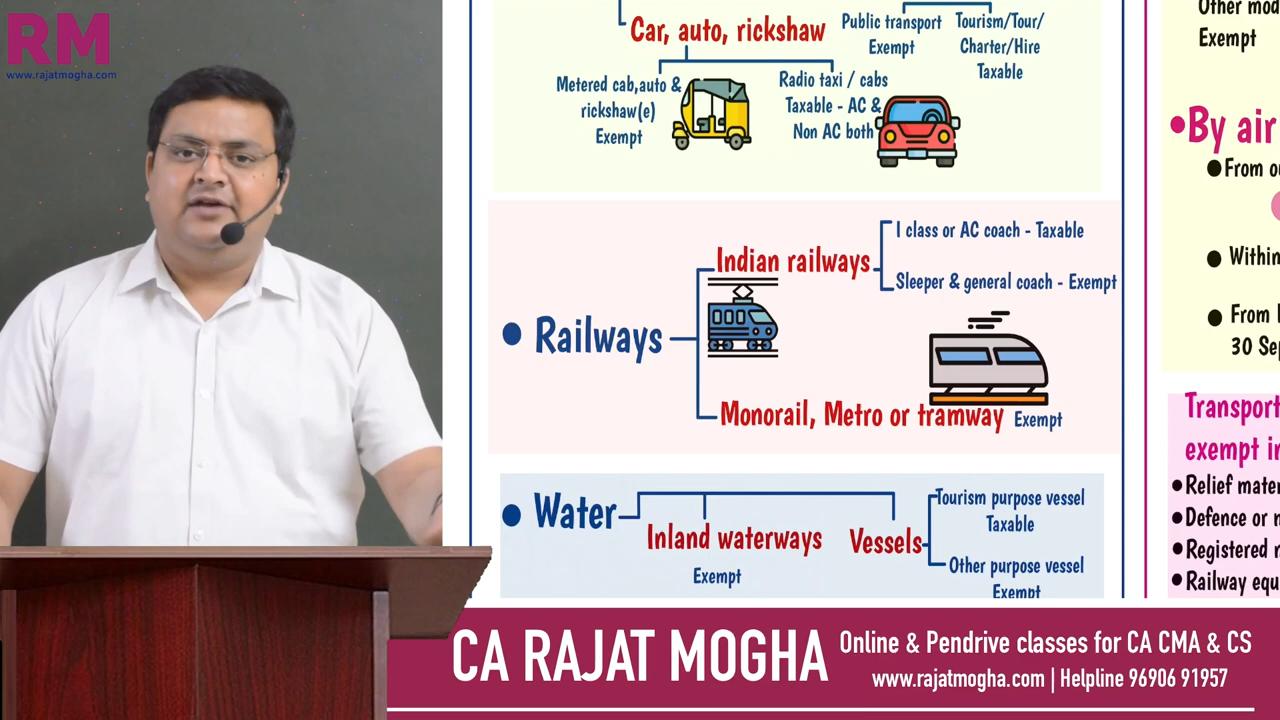 RM
www.rajatmogha.com
Car, auto, rickshaw
Public transport
Exempt
Tourism/Tour/
Charter/Hire
Taxable
Metered cab,auto &
rickshaw(e)
Exempt
Radio taxi / cabs
Taxable - AC &
Non AC both
• Railways
Indian railways
I class or AC coach - Taxable
Sleeper & general coach - Exempt
Monorail, Metro or tramway Exempt
• Water
Inland waterways
Exempt
Vessels
Tourism purpose vessel
Taxable
Other purpose vessel
Exempt
Other mod
Exempt
•By air
•From o
•Within
•From
30 Sep
Transport
exempt i
•Relief mater
•Defence or
•Registered
•Railway equ
CA RAJAT MOGHA
Online & Pendrive classes for CA CMA & CS
www.rajatmogha.com | Helpline 96906 91957